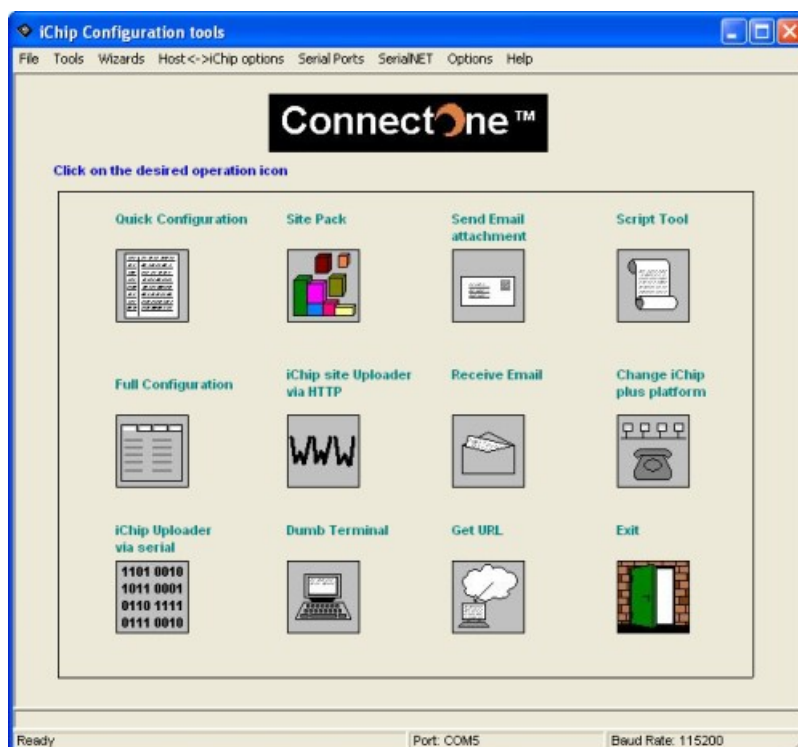 iChip Configuration tools
File Tools Wizards Host<->iChip options Serial Ports SerialNET Options Help
ConnectOne™
Click on the desired operation icon
Quick Configuration
Site Pack
Send Email
attachment
Script Tool
Full Configuration
iChip site Uploader
via HTTP
WWW
Receive Email
Change iChip
plus platform
iChip Uploader
via serial
1101 0010
1011 0001
0110 1111
0111 0010
Dumb Terminal
Get URL
Exit
Ready Port: COM5 Baud Rate: 115200